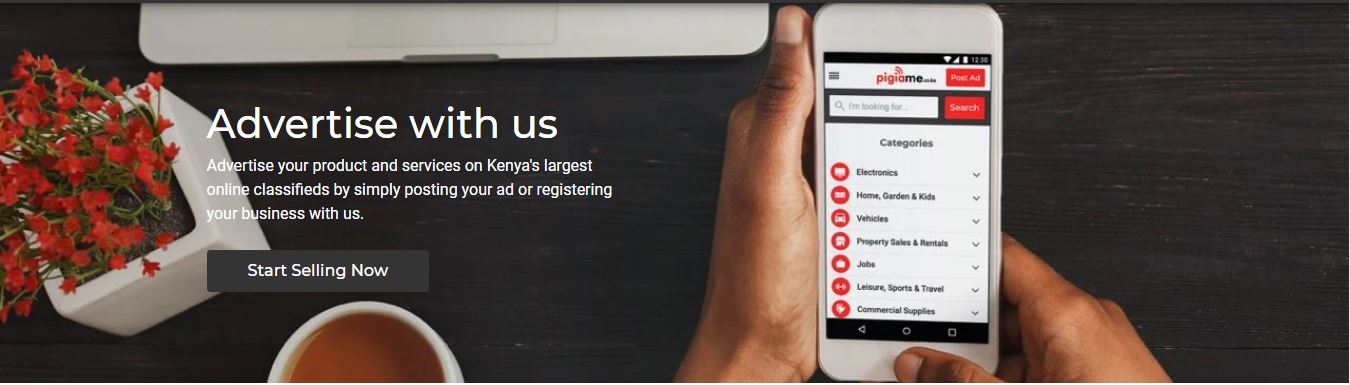 Advertise with us
Advertise your product and services on Kenya's largest
online classifieds by simply posting your ad or registering
your business with us.
Start Selling Now
12:30
pigiame.co.ke
Post Ad
I'm looking for...
Search
Categories
Electronics
Home, Garden & Kids
Vehicles
Property Sales & Rentals
Jobs
Leisure, Sports & Travel
Commercial Supplies